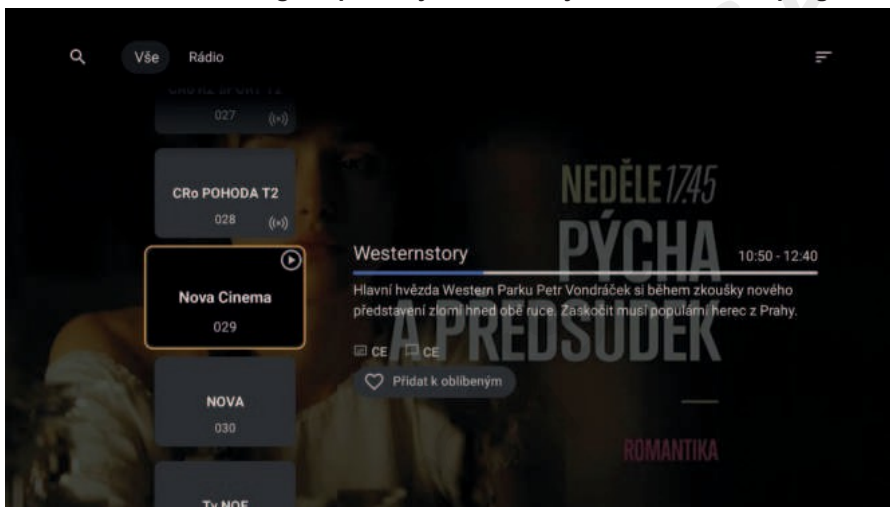 Vše
Rádio
027
CRo POHODA T2
028
Nova Cinema
029
NOVA
030
Tv NOE
Westernstory
10:50 - 12:40
Hlavní hvězda Western Parku Petr Vondráček si během zkoušky nového
představení zlomí hned obě ruce. Zaskočit musí populární herec z Prahy.
CE CE
Přidat k oblíbeným
NEDĚLE 17.45
PÝCHA
A PŘEDSUDEK
ROMANTIKA